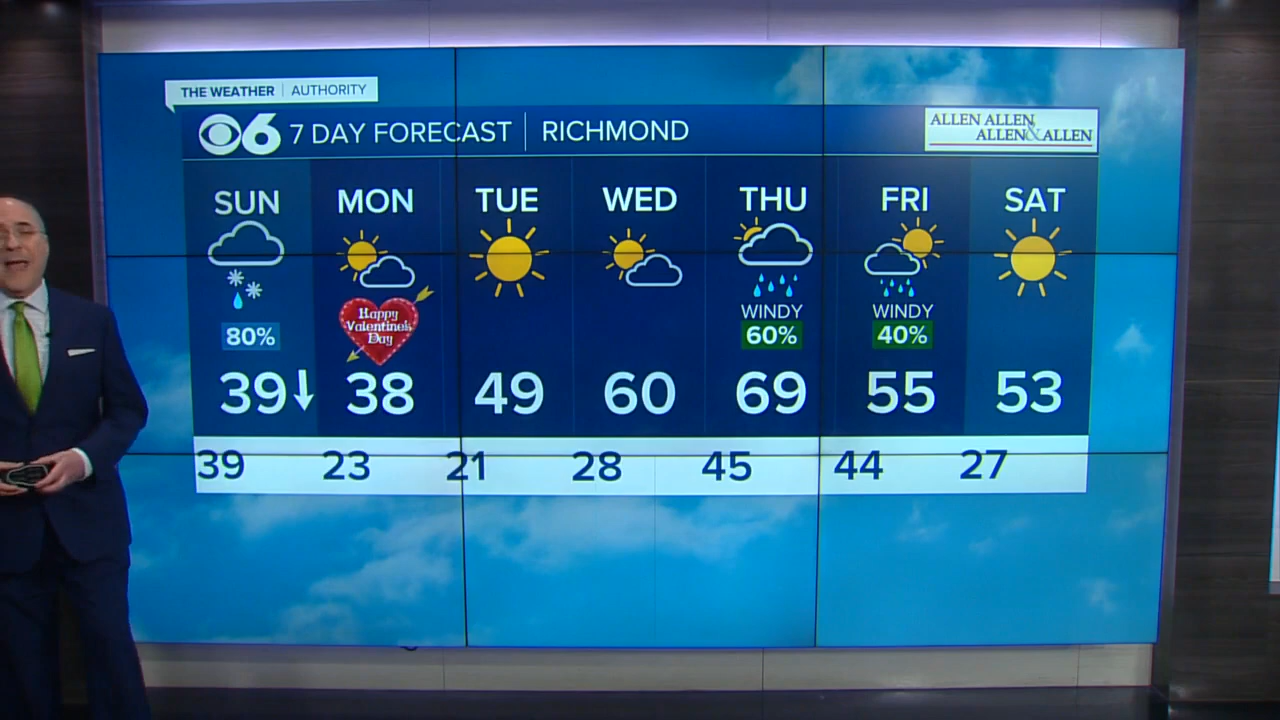 THE WEATHER | AUTHORITY
6 7 DAY FORECAST | RICHMOND
ALLEN ALLEN
ALLEN&ALLEN
SUN MON TUE WED THU FRI SAT
Happy
Valentine's
Day
WINDY WINDY
80% 60% 40%
39↓ 38 49 60 69 55 53
39 23 21 28 45 44 27